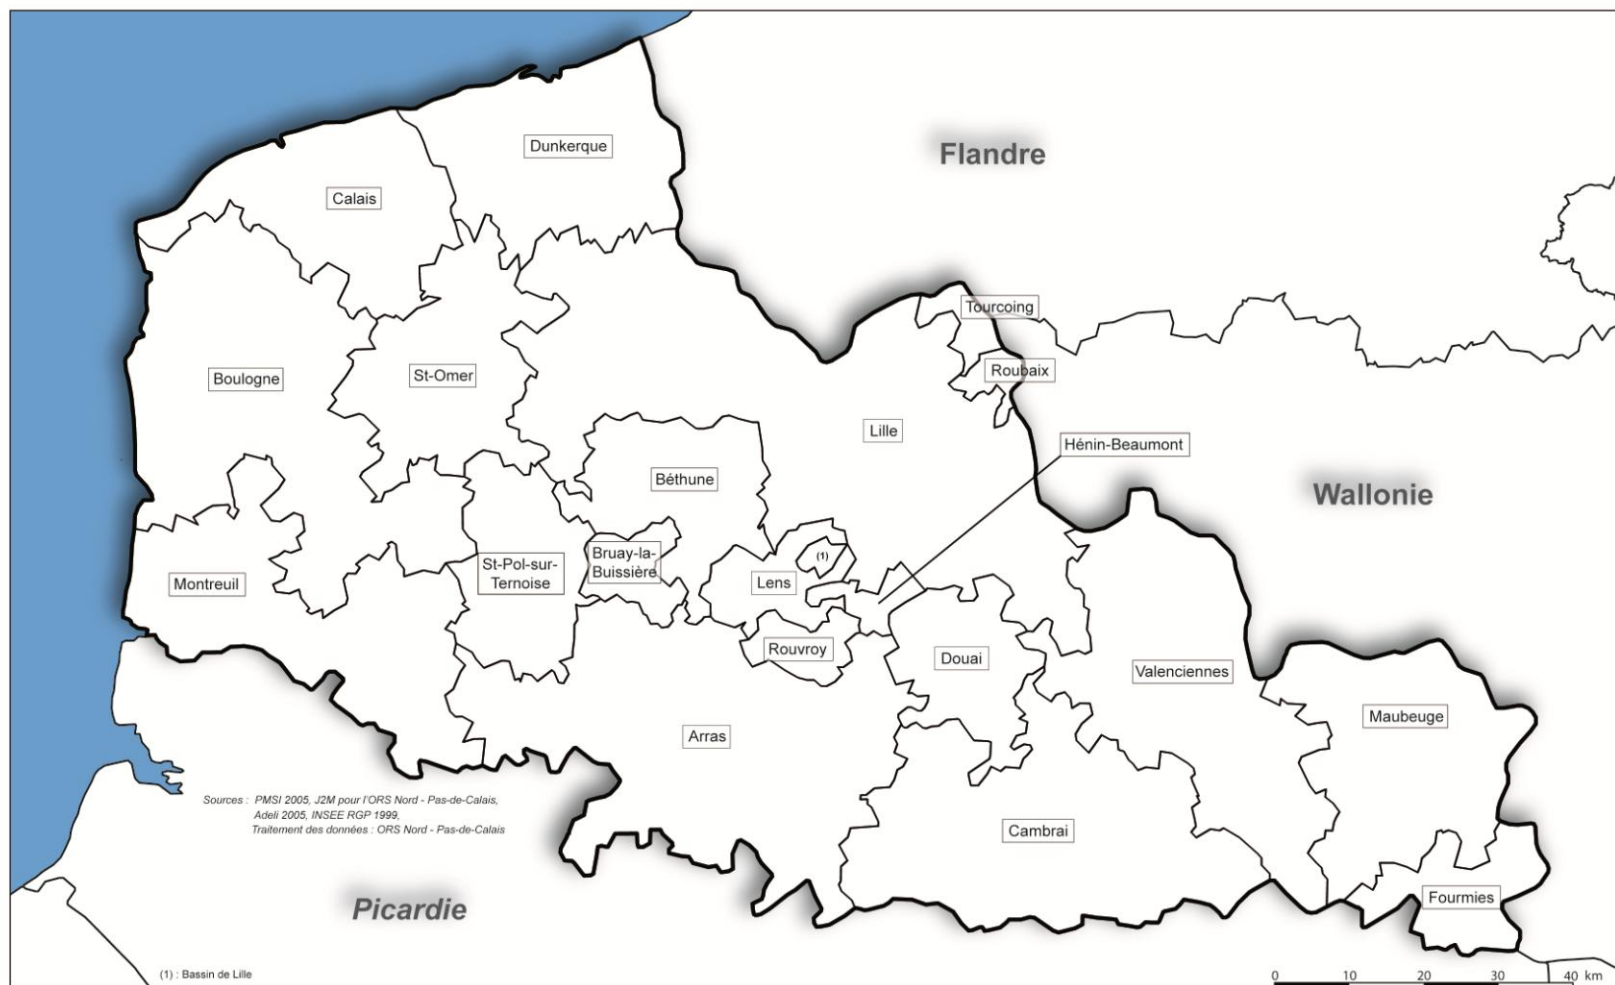 Dunkerque
Flandre
Calais
Tourcoing
Roubaix
Boulogne
St-Omer
Lille
Hénin-Beaumont
Béthune
Wallonie
Bruay-la-
Buissière
(1)
St-Pol-sur-
Ternoise
Montreuil
Lens
Rouvroy
Douai
Valenciennes
Maubeuge
Arras
Sources : PMSI 2005, J2M pour l'ORS Nord - Pas-de-Calais,
Adeli 2005, INSEE RGP 1999,
Traitement des données : ORS Nord - Pas-de-Calais
Cambrai
Fourmies
Picardie
(1) : Bassin de Lille
0 10 20 30 40 km